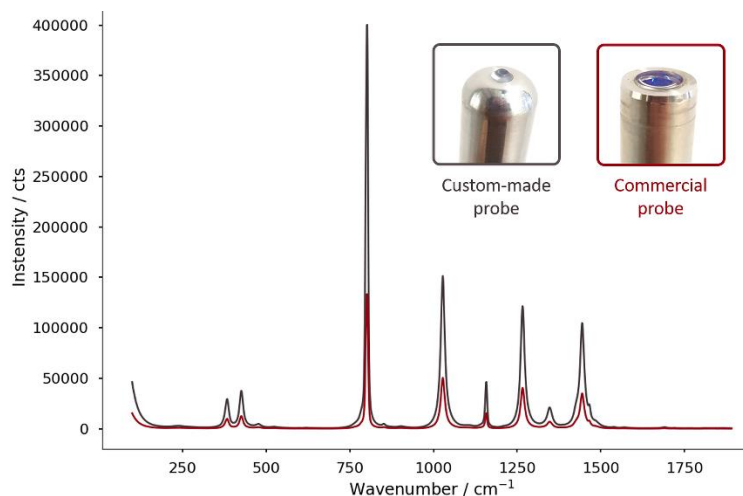 400000
350000
300000
250000
200000
150000
100000
50000
0
Instensity / cts
250
500
750
1000
1250
1500
1750
Wavenumber / cm⁻¹
Custom-made
probe
Commercial
probe